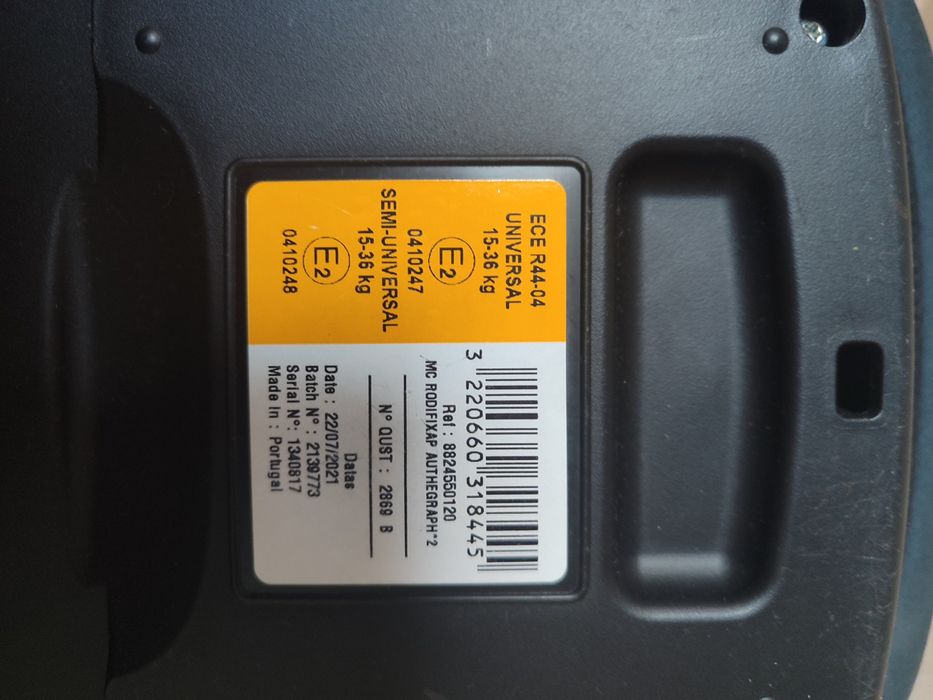 ECE R44-04
UNIVERSAL
15-36 kg
E2
0410247
SEMI-UNIVERSAL
15-36 kg
E2
0410248
3 220660 318445
Ref : 8824550120
MC RODIFIXAP AUTHEGRAPH*2
N° QUST : 2869 B
Datas
Date : 22/07/2021
Batch N° : 2139773
Serial N°: 1340817
Made In : Portugal